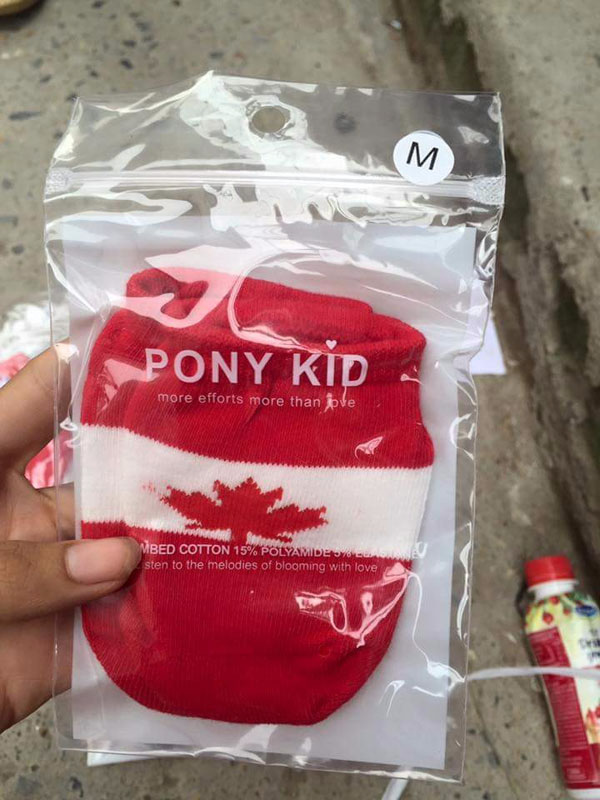 M
PONY KID
more efforts more than love
MBED COTTON 15% POLYAMIDE 5%
sten to the melodies of blooming with love